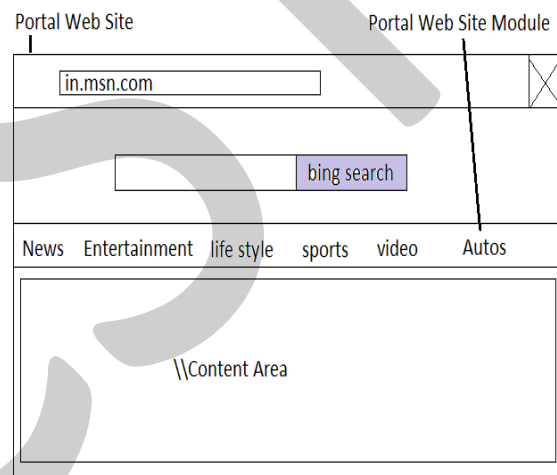 Portal Web Site Portal Web Site Module
in.msn.com
bing search
News Entertainment life style sports video Autos
\\Content Area